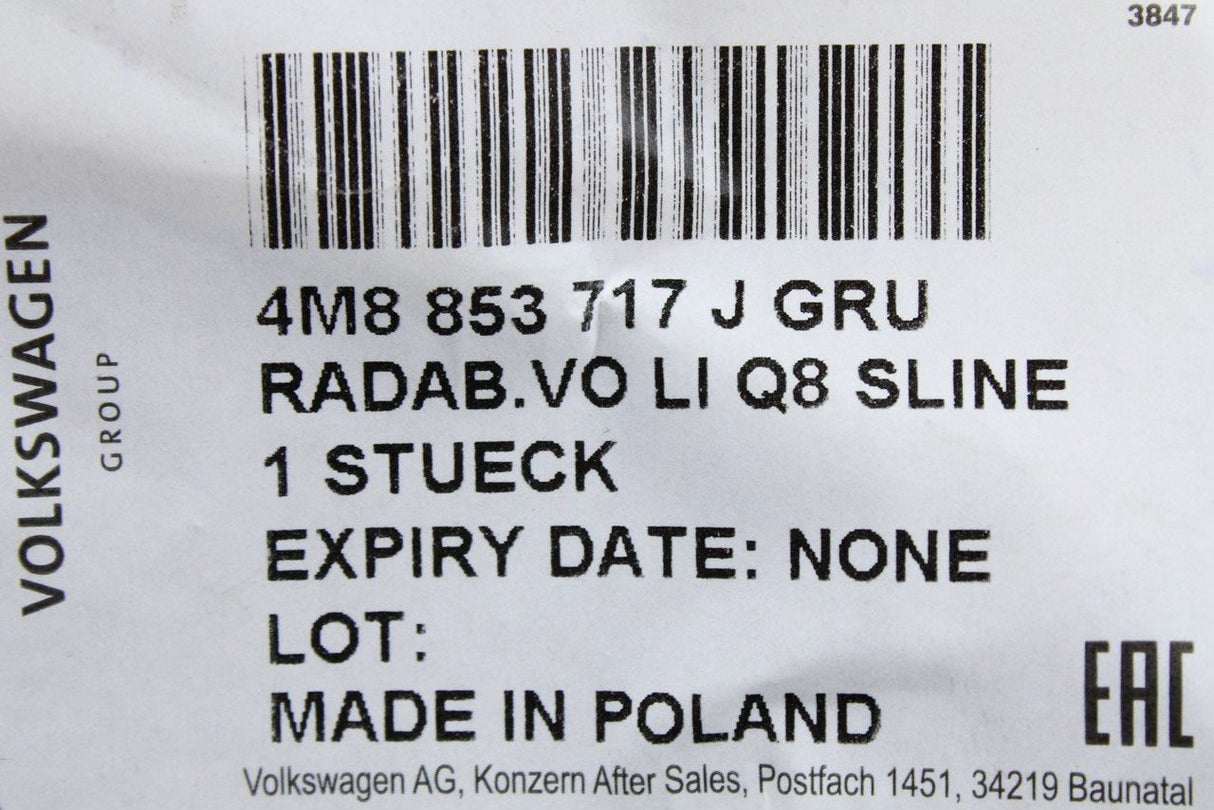 3847
VOLKSWAGEN
GROUP
4M8 853 717 J GRU
RADAB.VO LI Q8 SLINE
1 STUECK
EXPIRY DATE: NONE
LOT:
MADE IN POLAND
EAC
Volkswagen AG, Konzern After Sales, Postfach 1451, 34219 Baunatal